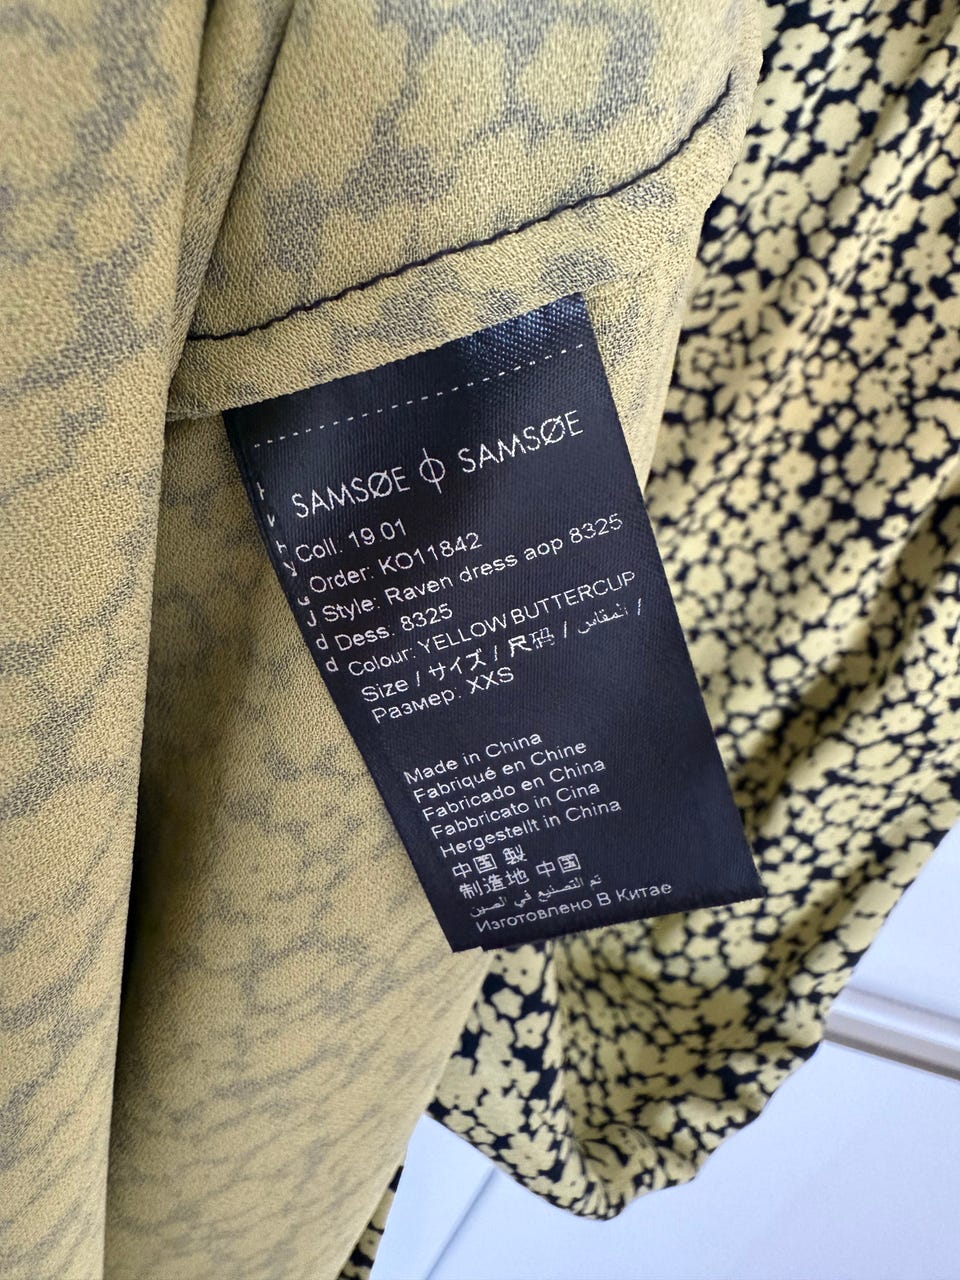 SAMSØE ϕ SAMSØE
Coll. 19 01
Order: KO11842
Style: Raven dress aop 8325
Dess. 8325
Colour: YELLOW BUTTERCUP
Size / サイズ / 尺码 / المقاس /
Размер: XXS
Made in China
Fabriqué en Chine
Fabricado en China
Fabbricato in Cina
Hergestellt in China
中国 製
制造地 中国
تم التصنيع في الصين
Изготовлено В Китае